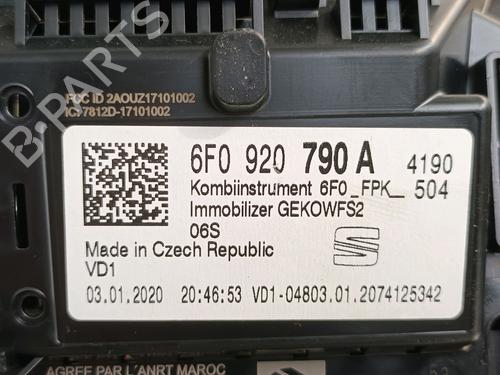 FCC ID 2AOUZ17101002
IC: 7812D-17101002
6F0 920 790 A 4190
Kombiinstrument 6F0_FPK_ 504
Immobilizer GEKOWFS2
06S
Made in Czech Republic
VD1
03.01.2020 20:46:53 VD1-04803.01.2074125342
AGREE PAR L'ANRT MAROC
B-PARTS